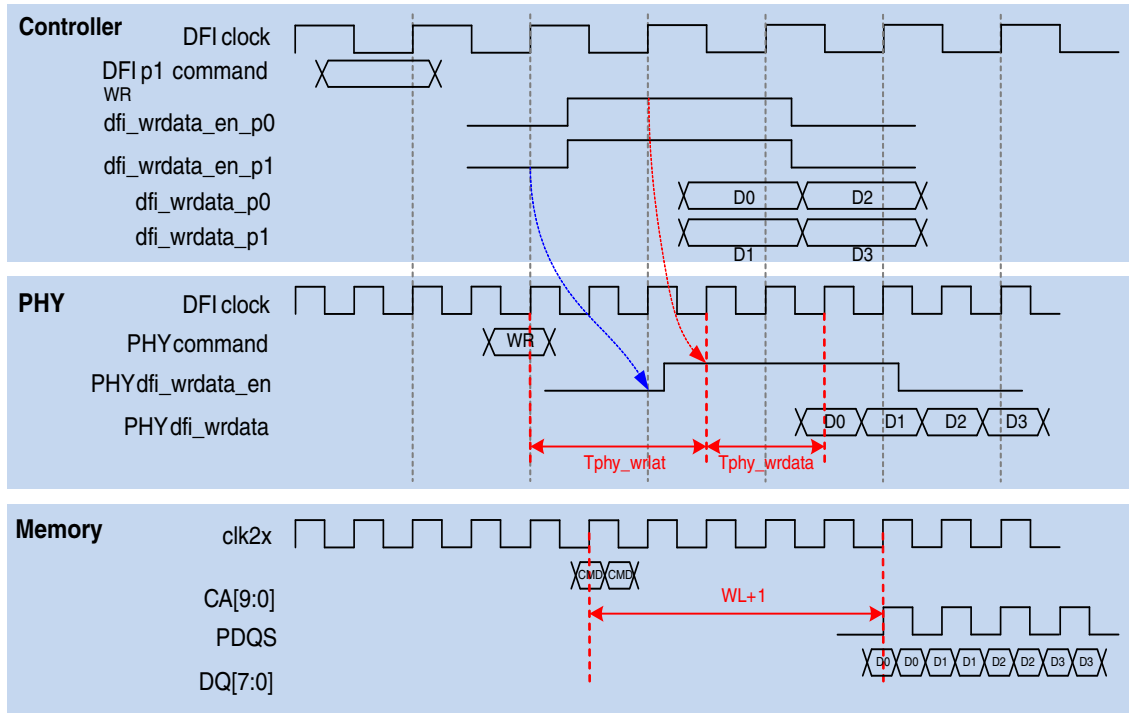 Controller
DFI clock
DFI p1 command
WR
dfi_wrdata_en_p0
dfi_wrdata_en_p1
dfi_wrdata_p0
D0 D2
dfi_wrdata_p1
D1 D3
PHY
DFI clock
PHY command
WR
PHY dfi_wrdata_en
PHY dfi_wrdata
D0 D1 D2 D3
Tphy_wrlat Tphy_wrdata
Memory
clk2x
CMD CMD
CA[9:0]
WL+1
PDQS
DQ[7:0]
D0 D0 D1 D1 D2 D2 D3 D3